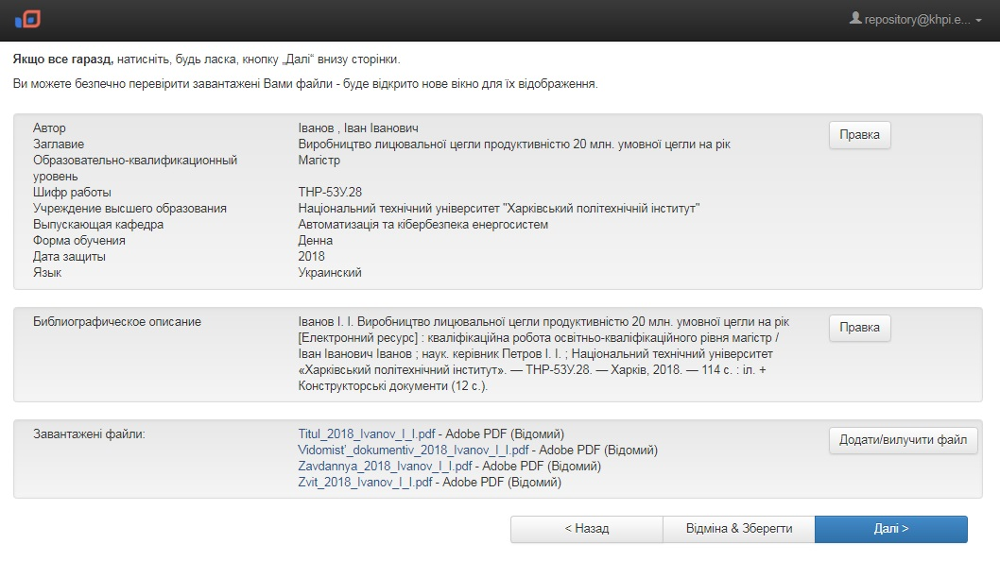 repository@khpi.e...
Якщо все гаразд, натисніть, будь ласка, кнопку „Далі“ внизу сторінки.
Ви можете безпечно перевірити завантажені Вами файли - буде відкрито нове вікно для їх відображення.
Автор Іванов , Іван Іванович Правка
Заглавие Виробництво лицювальної цегли продуктивністю 20 млн. умовної цегли на рік
Образовательно-квалификационный Магістр
уровень
Шифр работы ТНР-53У.28
Учреждение высшего образования Національний технічний університет "Харківський політехнічній інститут"
Выпускающая кафедра Автоматизація та кібербезпека енергосистем
Форма обучения Денна
Дата защиты 2018
Язык Украинский
Библиографическое описание Іванов І. І. Виробництво лицювальної цегли продуктивністю 20 млн. умовної цегли на рік Правка
[Електронний ресурс] : кваліфікаційна робота освітньо-кваліфікаційного рівня магістр /
Іван Іванович Іванов ; наук. керівник Петров І. І. ; Національний технічний університет
«Харківський політехнічний інститут». — ТНР-53У.28. — Харків, 2018. — 114 с. : іл. +
Конструкторські документи (12 с.).
Завантажені файли: Titul_2018_Ivanov_I_I.pdf - Adobe PDF (Відомий) Додати/вилучити файл
Vidomist'_dokumentiv_2018_Ivanov_I_I.pdf - Adobe PDF (Відомий)
Zavdannya_2018_Ivanov_I_I.pdf - Adobe PDF (Відомий)
Zvit_2018_Ivanov_I_I.pdf - Adobe PDF (Відомий)
< Назад Відміна & Зберегти Далі >